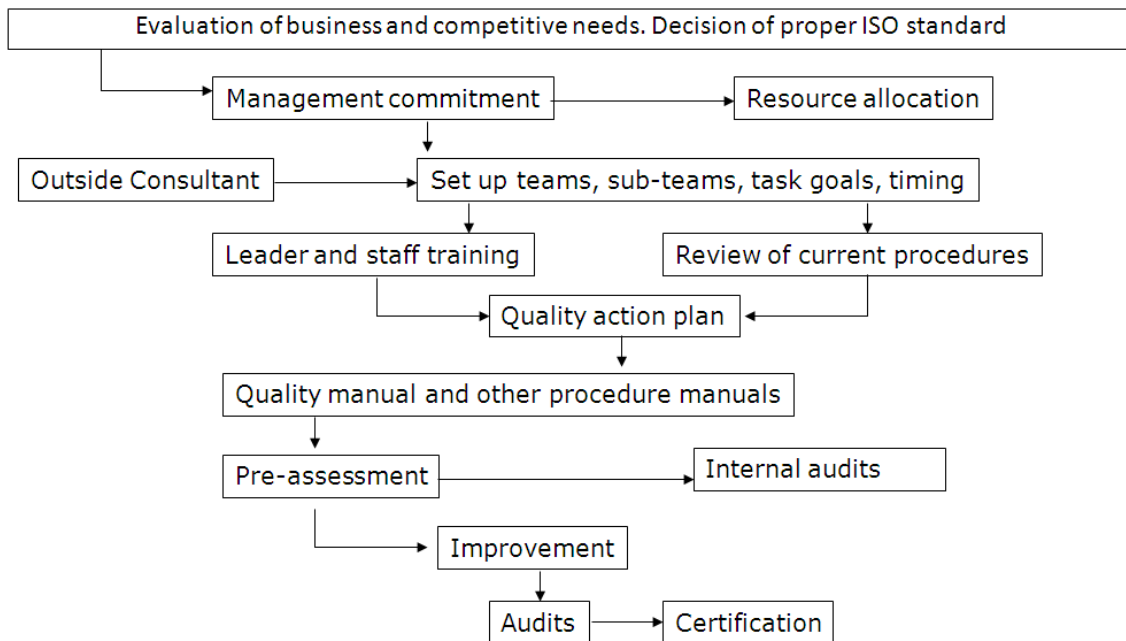 Evaluation of business and competitive needs. Decision of proper ISO standard
Management commitment
Resource allocation
Outside Consultant
Set up teams, sub-teams, task goals, timing
Leader and staff training
Review of current procedures
Quality action plan
Quality manual and other procedure manuals
Pre-assessment
Internal audits
Improvement
Audits
Certification